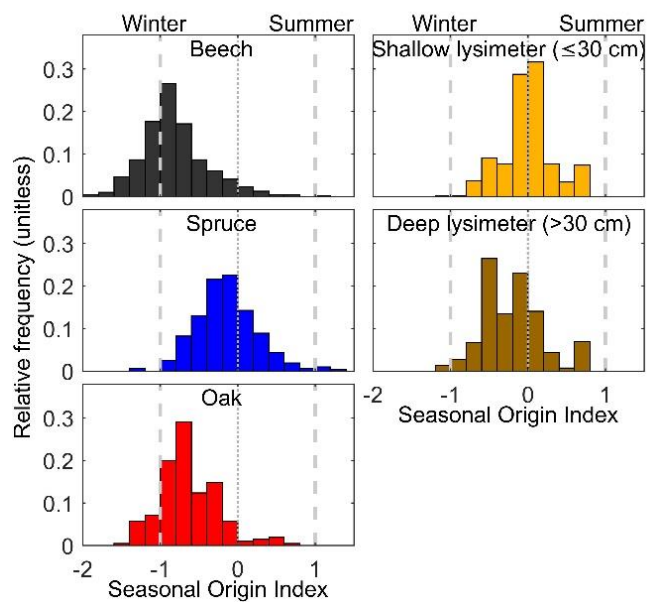 Winter Summer
Beech
0.3
0.2
0.1
0
Spruce
0.3
0.2
0.1
0
Oak
0.3
0.2
0.1
0
-2 -1 0 1
Seasonal Origin Index
Relative frequency (unitless)
Winter Summer
Shallow lysimeter (≤30 cm)
Deep lysimeter (>30 cm)
-2 -1 0 1
Seasonal Origin Index